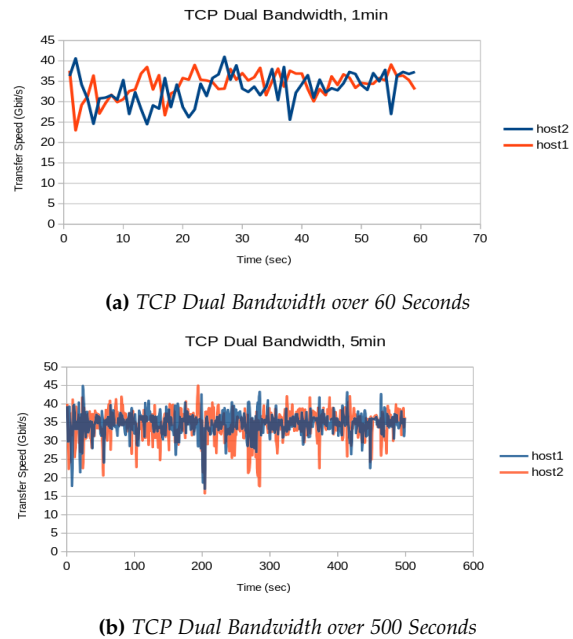 TCP Dual Bandwidth, 1min
45
40
35
30
25
20
15
10
5
0
Transfer Speed (Gbit/s)
host2
host1
0 10 20 30 40 50 60 70
Time (sec)
(a) TCP Dual Bandwidth over 60 Seconds
TCP Dual Bandwidth, 5min
50
45
40
35
30
25
20
15
10
5
0
Transfer Speed (Gbit/s)
host1
host2
0 100 200 300 400 500 600
Time (sec)
(b) TCP Dual Bandwidth over 500 Seconds